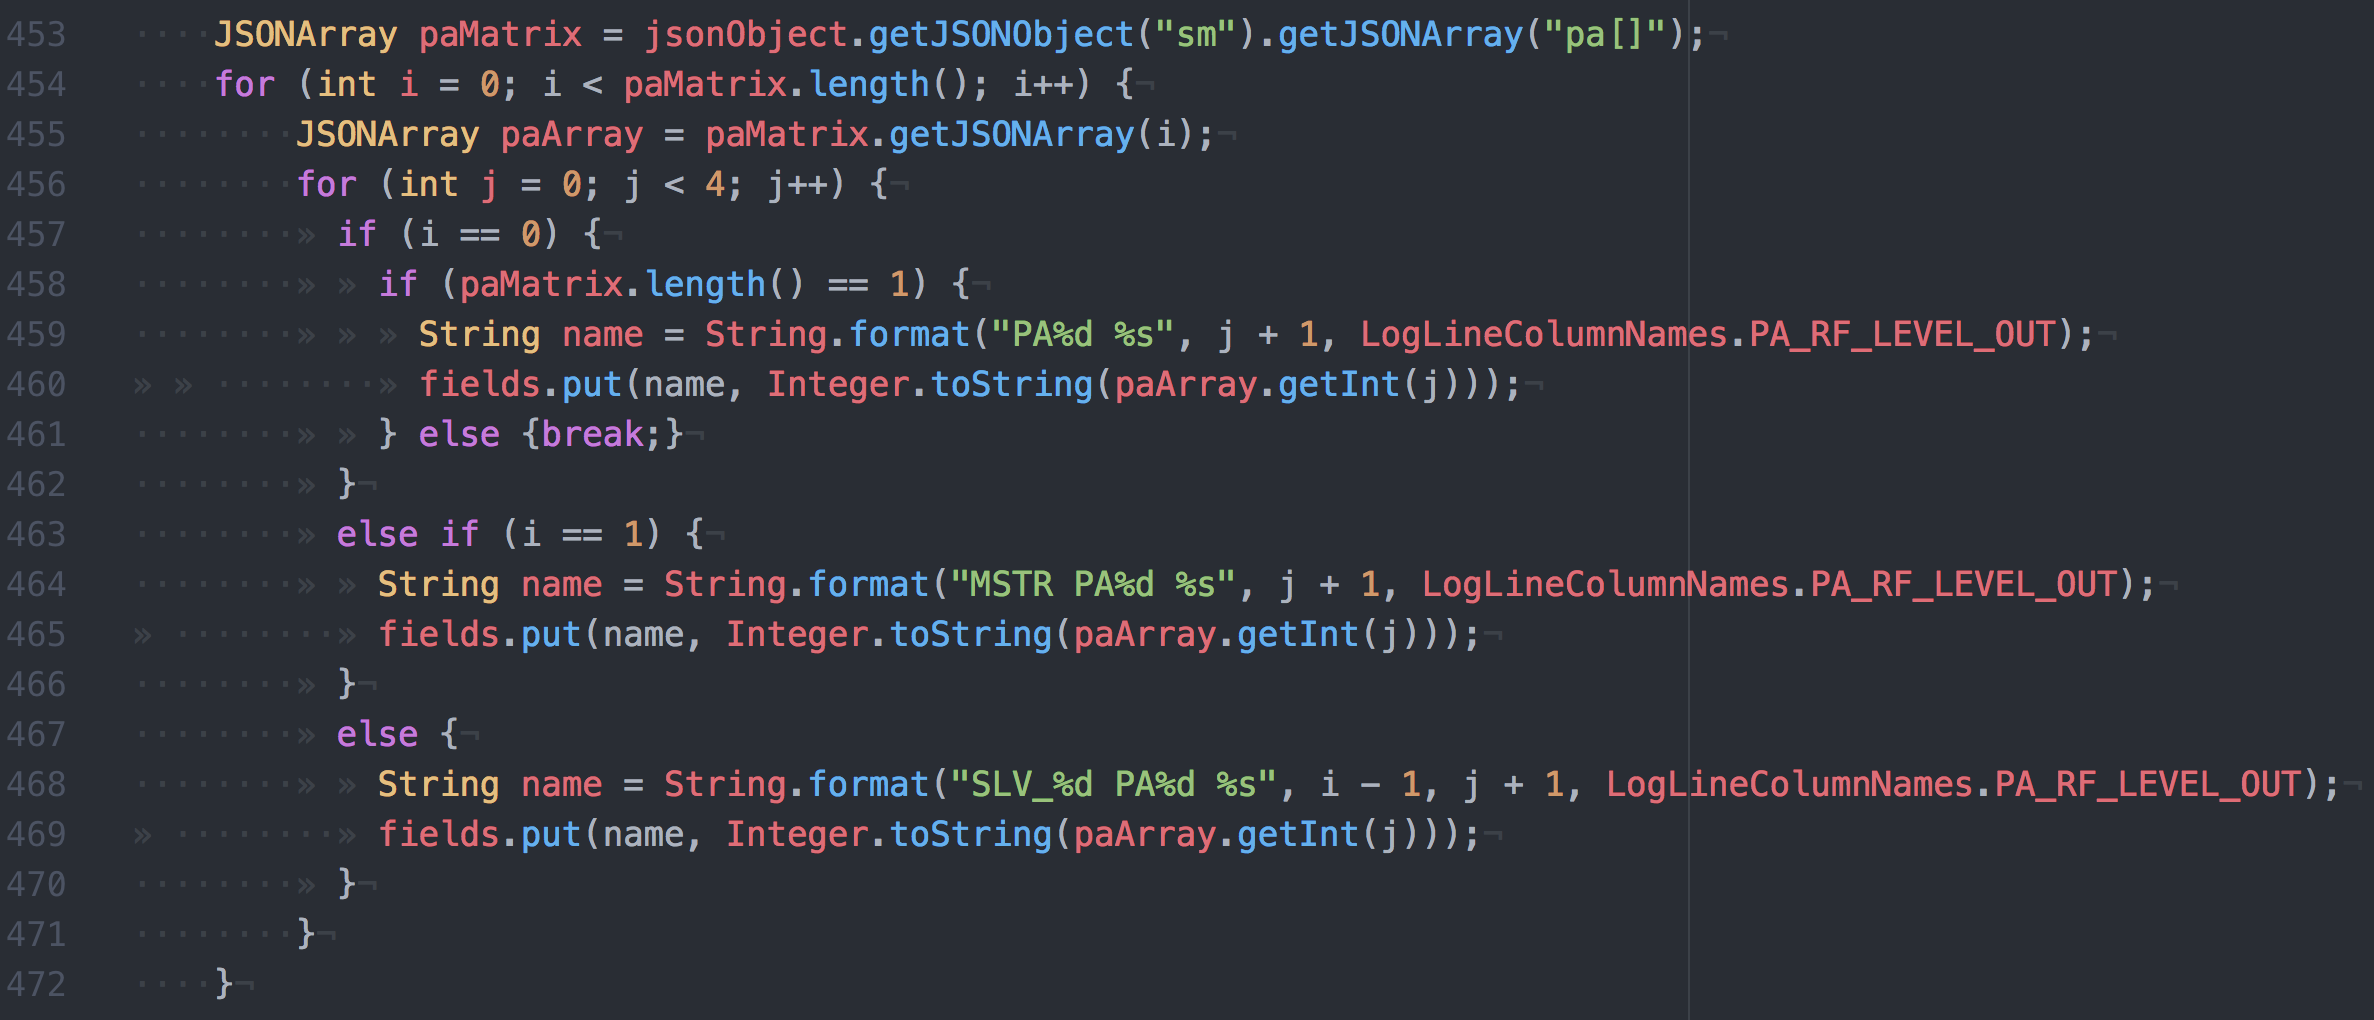 453 JSONArray paMatrix = jsonObject.getJSONObject("sm").getJSONArray("pa[]");
454 for (int i = 0; i < paMatrix.length(); i++) {
455 JSONArray paArray = paMatrix.getJSONArray(i);
456 for (int j = 0; j < 4; j++) {
457 if (i == 0) {
458 if (paMatrix.length() == 1) {
459 String name = String.format("PA%d %s", j + 1, LogLineColumnNames.PA_RF_LEVEL_OUT);
460 fields.put(name, Integer.toString(paArray.getInt(j)));
461 } else {break;}
462 }
463 else if (i == 1) {
464 String name = String.format("MSTR PA%d %s", j + 1, LogLineColumnNames.PA_RF_LEVEL_OUT);
465 fields.put(name, Integer.toString(paArray.getInt(j)));
466 }
467 else {
468 String name = String.format("SLV_%d PA%d %s", i - 1, j + 1, LogLineColumnNames.PA_RF_LEVEL_OUT);
469 fields.put(name, Integer.toString(paArray.getInt(j)));
470 }
471 }
472 }